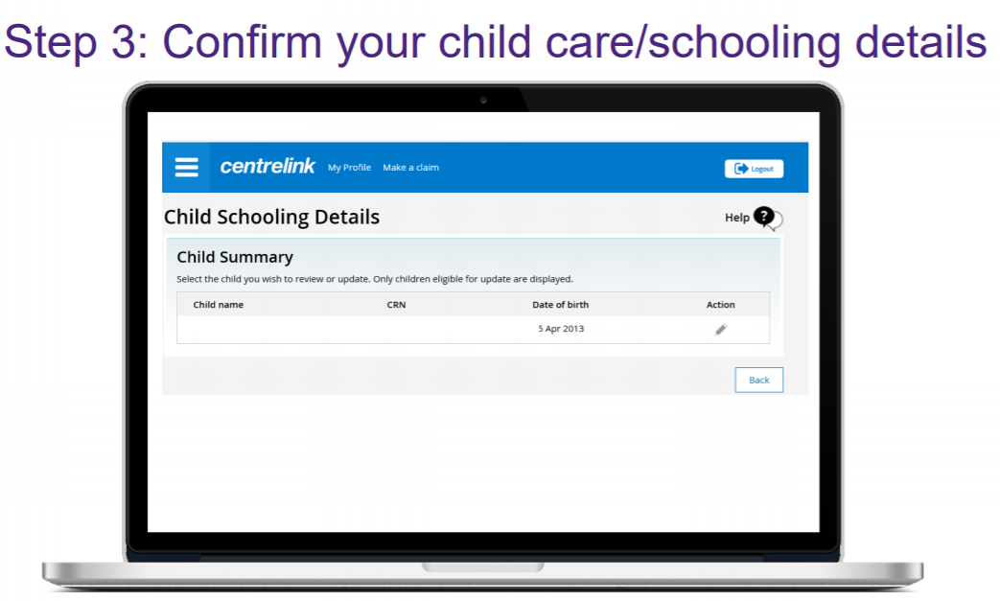 Step 3: Confirm your child care/schooling details
centrelink My Profile Make a claim Logout
Child Schooling Details Help ?
Child Summary
Select the child you wish to review or update. Only children eligible for update are displayed.
Child name CRN Date of birth Action
5 Apr 2013
Back